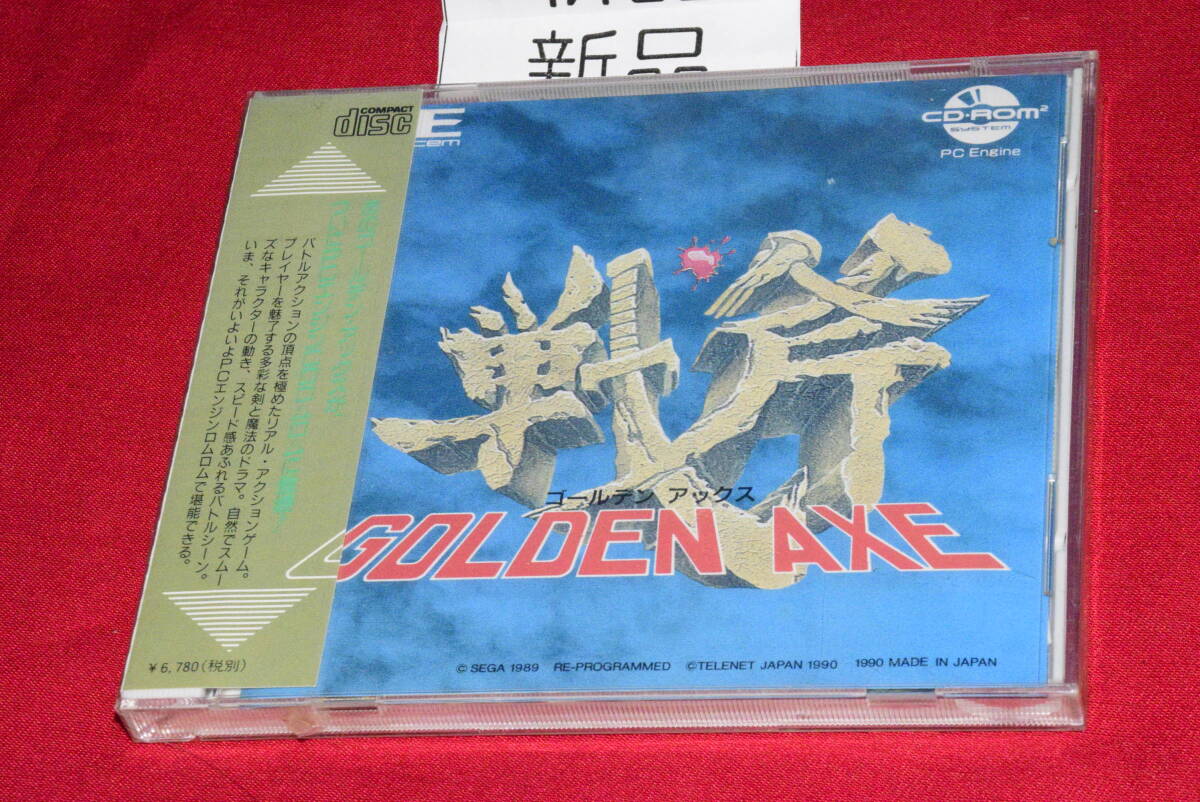 新品
COMPACT
disc
E
CD-ROM²
SYSTEM
PC Engine
バトルアクションの頂点を極めたリアル・アクションゲーム。
プレイヤーを魅了する多彩な剣と魔法のドラマ。自然でスムー
ズなキャラクターの動き、スピード感あふれるバトルシーン。
いま、それがいよいよPCエンジンロムロムで堪能できる。
戦斧
ゴールデン アックス
GOLDEN AXE
¥6,780(税別)
©SEGA 1989 RE-PROGRAMMED ©TELENET JAPAN 1990 1990 MADE IN JAPAN